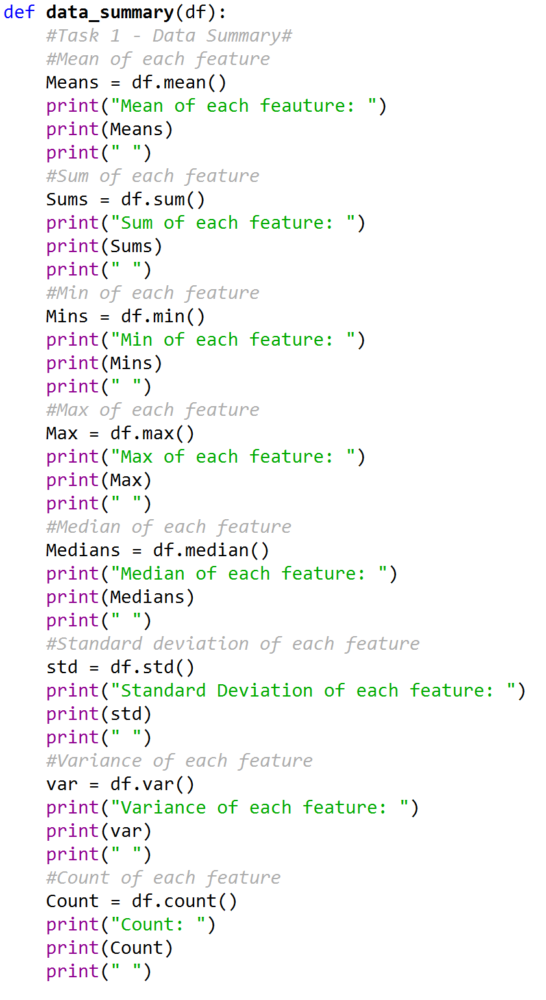 def data_summary(df):
    #Task 1 - Data Summary#
    #Mean of each feature
    Means = df.mean()
    print("Mean of each feauture: ")
    print(Means)
    print(" ")
    #Sum of each feature
    Sums = df.sum()
    print("Sum of each feature: ")
    print(Sums)
    print(" ")
    #Min of each feature
    Mins = df.min()
    print("Min of each feature: ")
    print(Mins)
    print(" ")
    #Max of each feature
    Max = df.max()
    print("Max of each feature: ")
    print(Max)
    print(" ")
    #Median of each feature
    Medians = df.median()
    print("Median of each feature: ")
    print(Medians)
    print(" ")
    #Standard deviation of each feature
    std = df.std()
    print("Standard Deviation of each feature: ")
    print(std)
    print(" ")
    #Variance of each feature
    var = df.var()
    print("Variance of each feature: ")
    print(var)
    print(" ")
    #Count of each feature
    Count = df.count()
    print("Count: ")
    print(Count)
    print(" ")